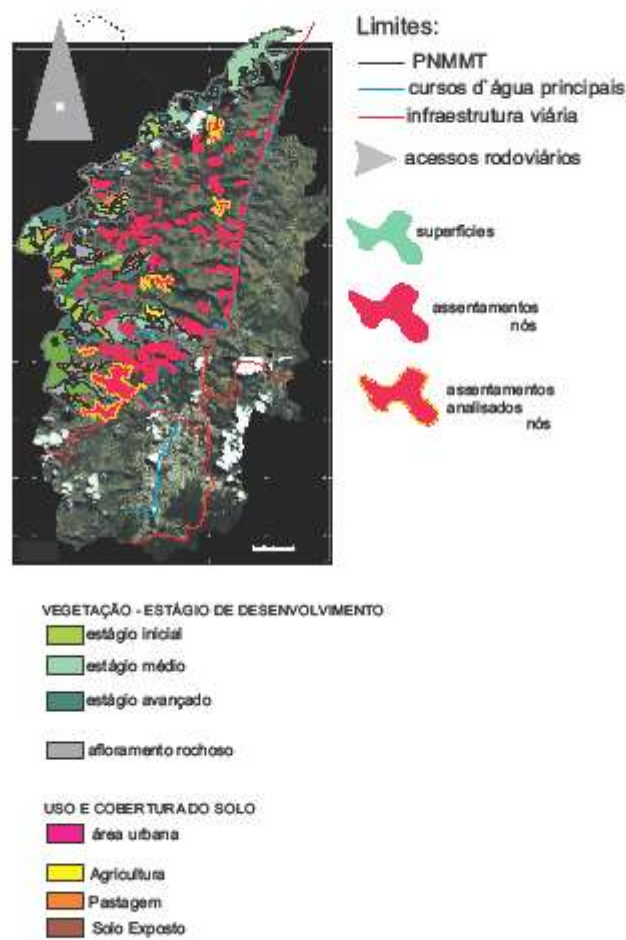 Limites:
PNMMT
cursos d`água principais
infraestrutura viária
acessos rodoviários
superfícies
assentamentos
nós
assentamentos
analisados
nós
VEGETAÇÃO - ESTÁGIO DE DESENVOLVIMENTO
estágio inicial
estágio médio
estágio avançado
afloramento rochoso
USO E COBERTURA DO SOLO
área urbana
Agricultura
Pastagem
Solo Exposto